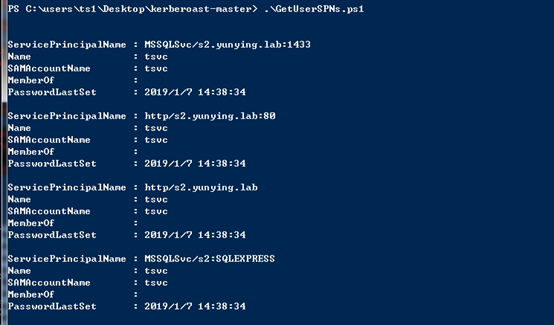 PS C:\users\ts1\Desktop\kerberoast-master> .\GetUserSPNs.ps1
ServicePrincipalName : MSSQLSvc/s2.yunying.lab:1433
Name : tsvc
SAMAccountName : tsvc
MemberOf :
PasswordLastSet : 2019/1/7 14:38:34
ServicePrincipalName : http/s2.yunying.lab:80
Name : tsvc
SAMAccountName : tsvc
MemberOf :
PasswordLastSet : 2019/1/7 14:38:34
ServicePrincipalName : http/s2.yunying.lab
Name : tsvc
SAMAccountName : tsvc
MemberOf :
PasswordLastSet : 2019/1/7 14:38:34
ServicePrincipalName : MSSQLSvc/s2:SQLEXPRESS
Name : tsvc
SAMAccountName : tsvc
MemberOf :
PasswordLastSet : 2019/1/7 14:38:34